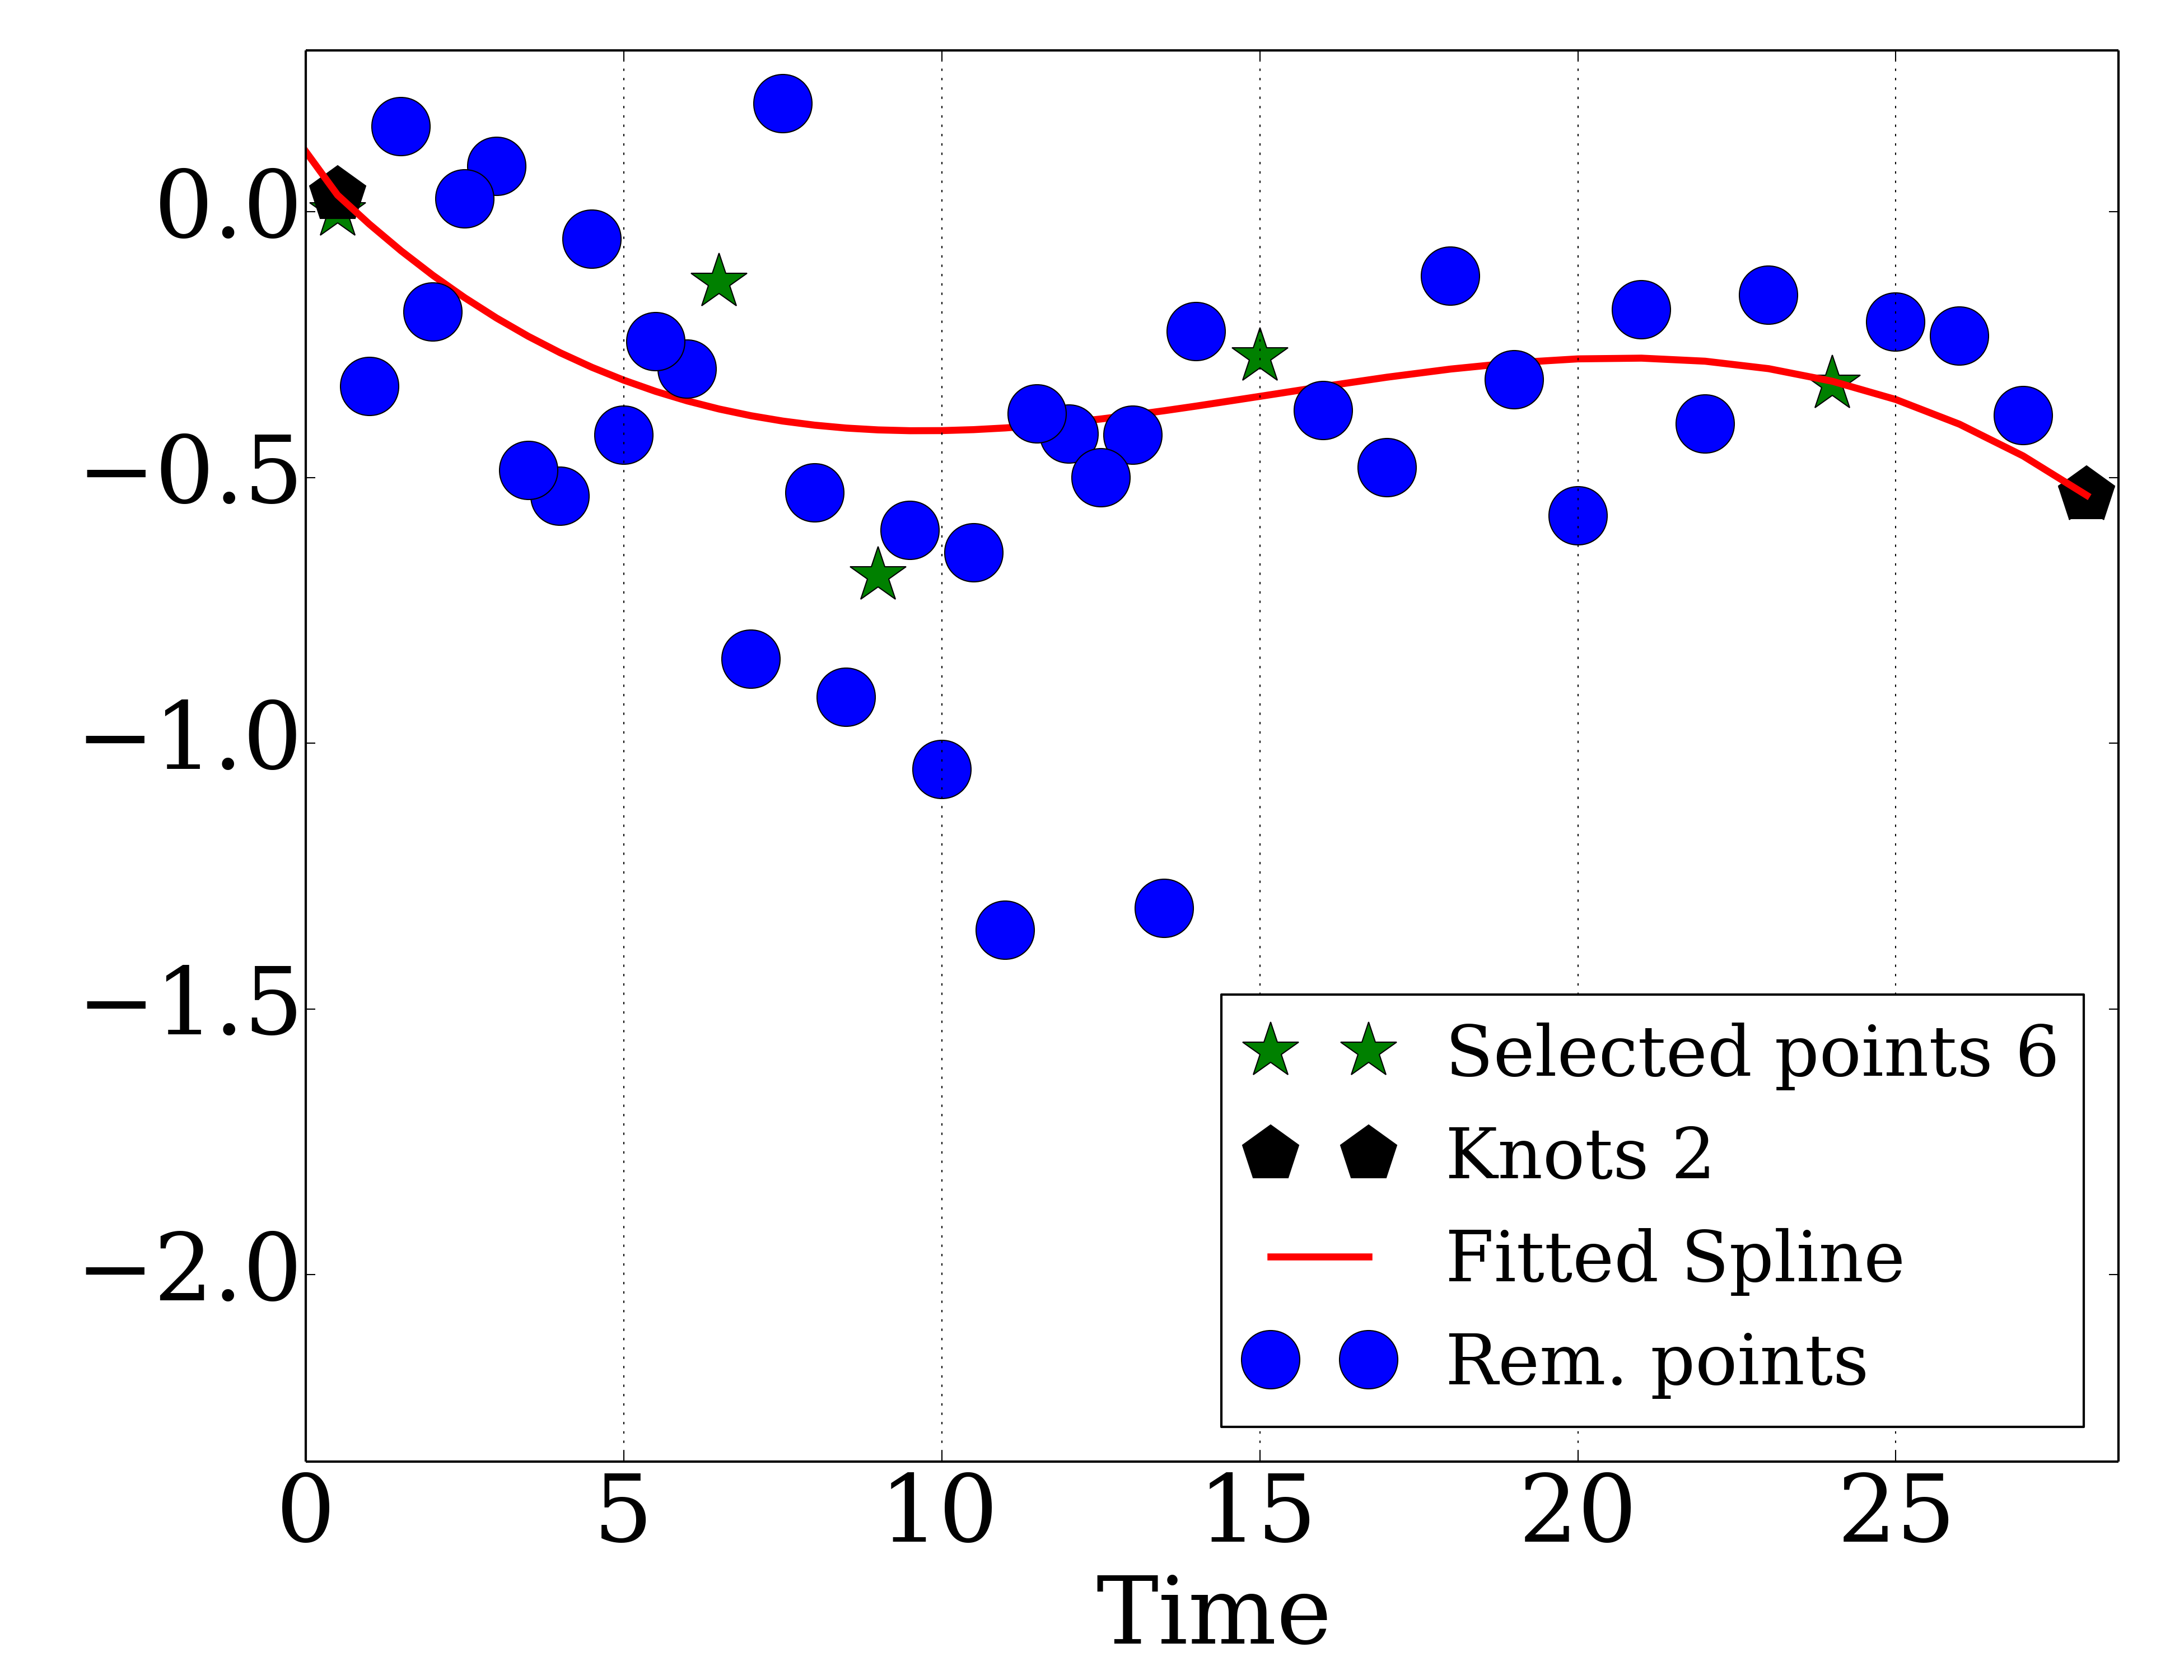 0.0
−0.5
−1.0
−1.5
−2.0
Selected points 6
Knots 2
Fitted Spline
Rem. points
0 5 10 15 20 25
Time